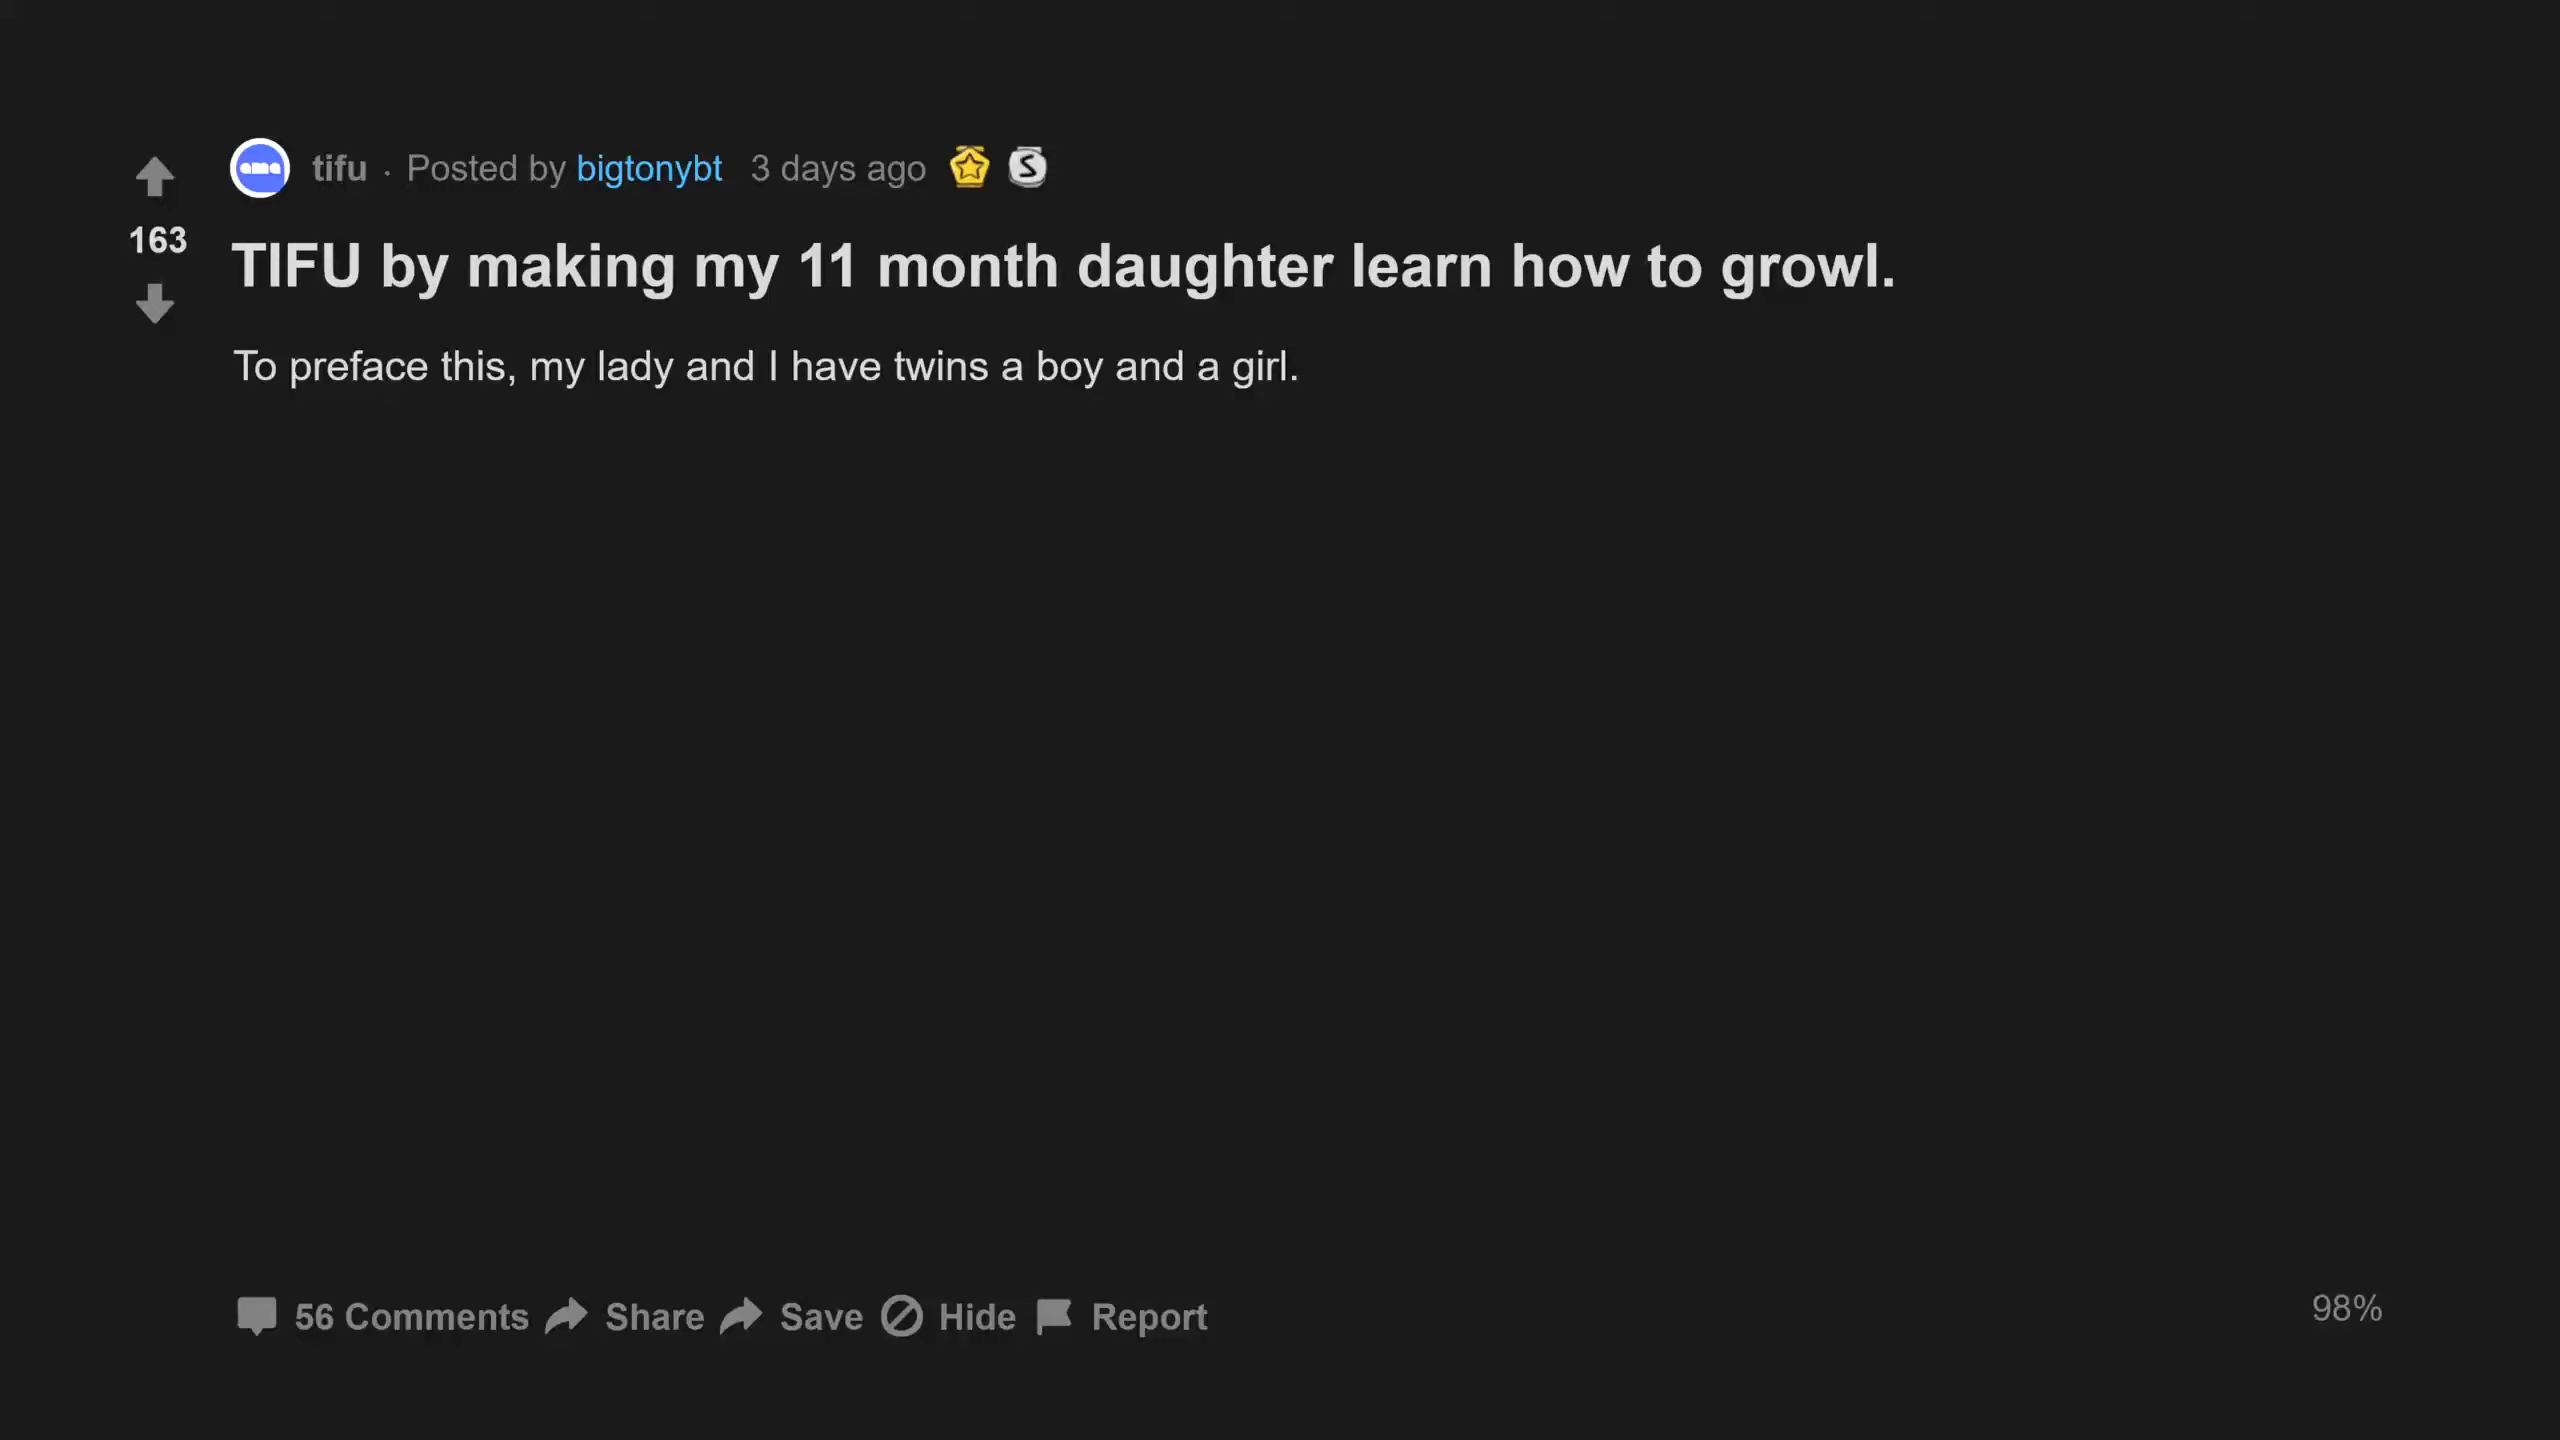 ama tifu · Posted by bigtonybt 3 days ago S
163
TIFU by making my 11 month daughter learn how to growl.
To preface this, my lady and I have twins a boy and a girl.
56 Comments Share Save Hide Report
98%